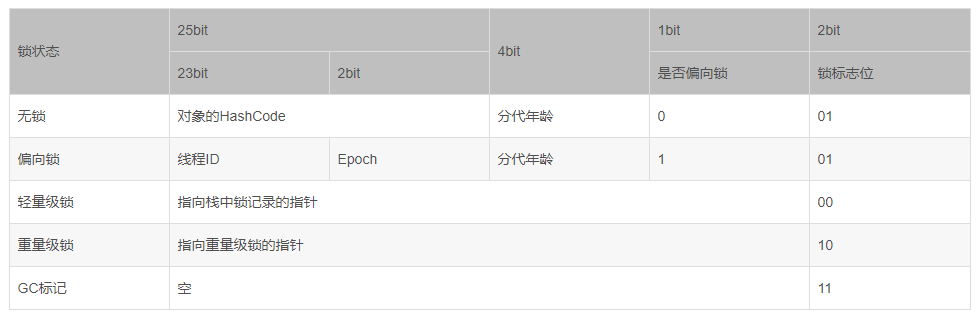 锁状态 25bit 4bit 1bit 2bit
23bit 2bit 是否偏向锁 锁标志位
无锁 对象的HashCode 分代年龄 0 01
偏向锁 线程ID Epoch 分代年龄 1 01
轻量级锁 指向栈中锁记录的指针 00
重量级锁 指向重量级锁的指针 10
GC标记 空 11